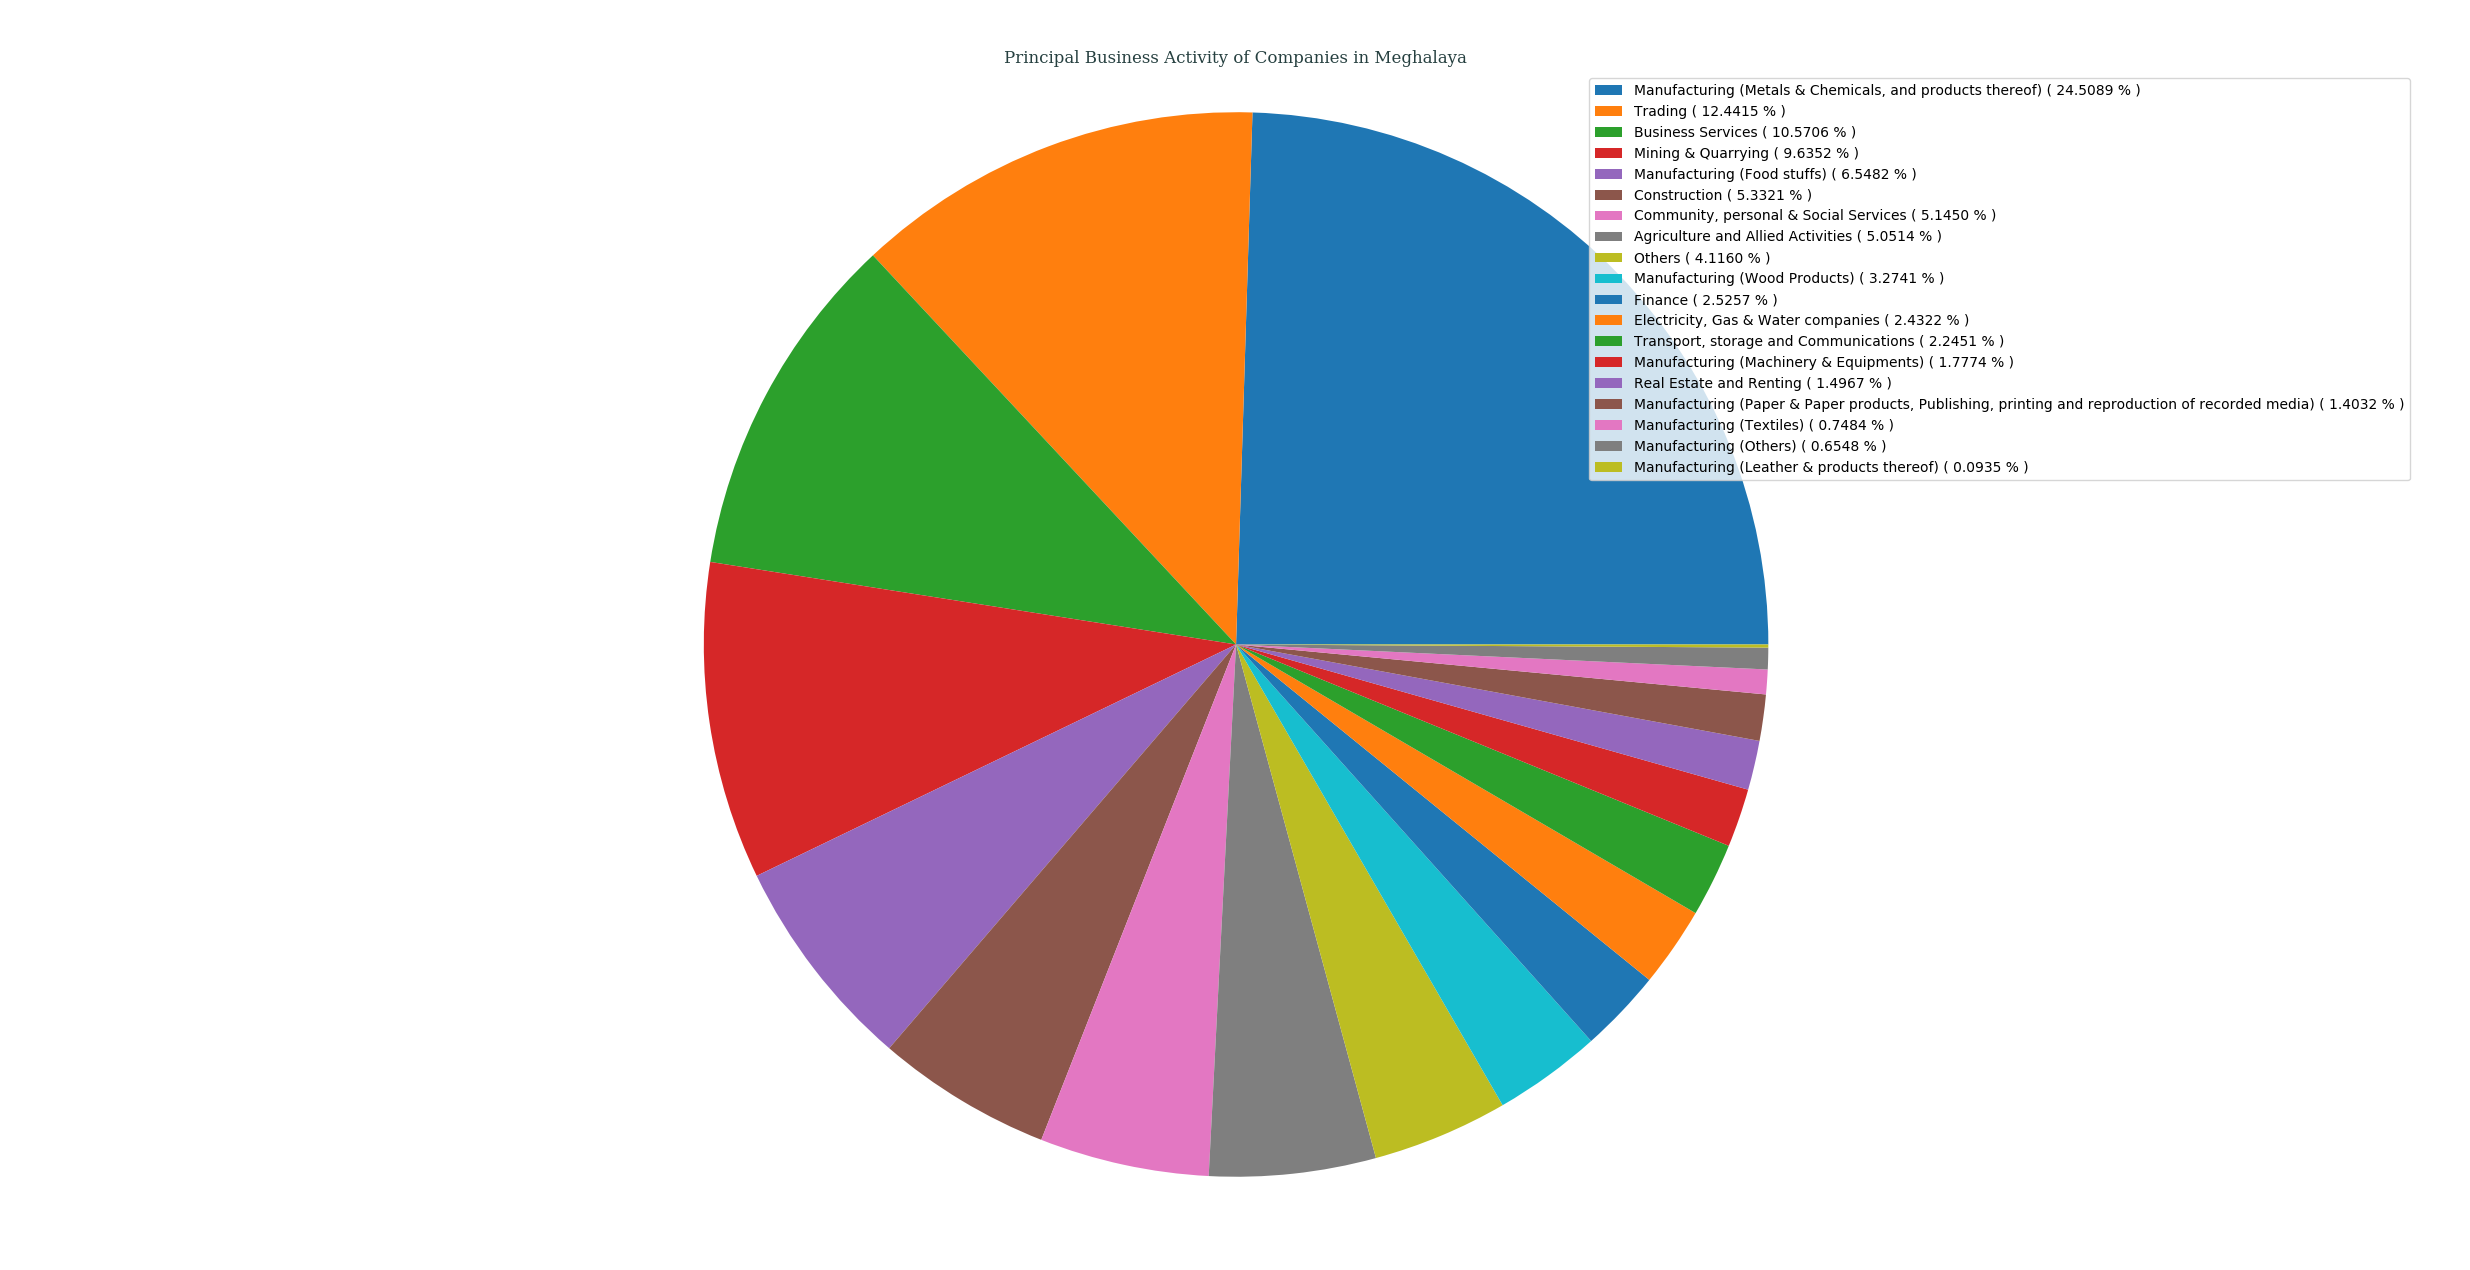 Principal Business Activity of Companies in Meghalaya
Manufacturing (Metals & Chemicals, and products thereof) ( 24.5089 % )
Trading ( 12.4415 % )
Business Services ( 10.5706 % )
Mining & Quarrying ( 9.6352 % )
Manufacturing (Food stuffs) ( 6.5482 % )
Construction ( 5.3321 % )
Community, personal & Social Services ( 5.1450 % )
Agriculture and Allied Activities ( 5.0514 % )
Others ( 4.1160 % )
Manufacturing (Wood Products) ( 3.2741 % )
Finance ( 2.5257 % )
Electricity, Gas & Water companies ( 2.4322 % )
Transport, storage and Communications ( 2.2451 % )
Manufacturing (Machinery & Equipments) ( 1.7774 % )
Real Estate and Renting ( 1.4967 % )
Manufacturing (Paper & Paper products, Publishing, printing and reproduction of recorded media) ( 1.4032 % )
Manufacturing (Textiles) ( 0.7484 % )
Manufacturing (Others) ( 0.6548 % )
Manufacturing (Leather & products thereof) ( 0.0935 % )